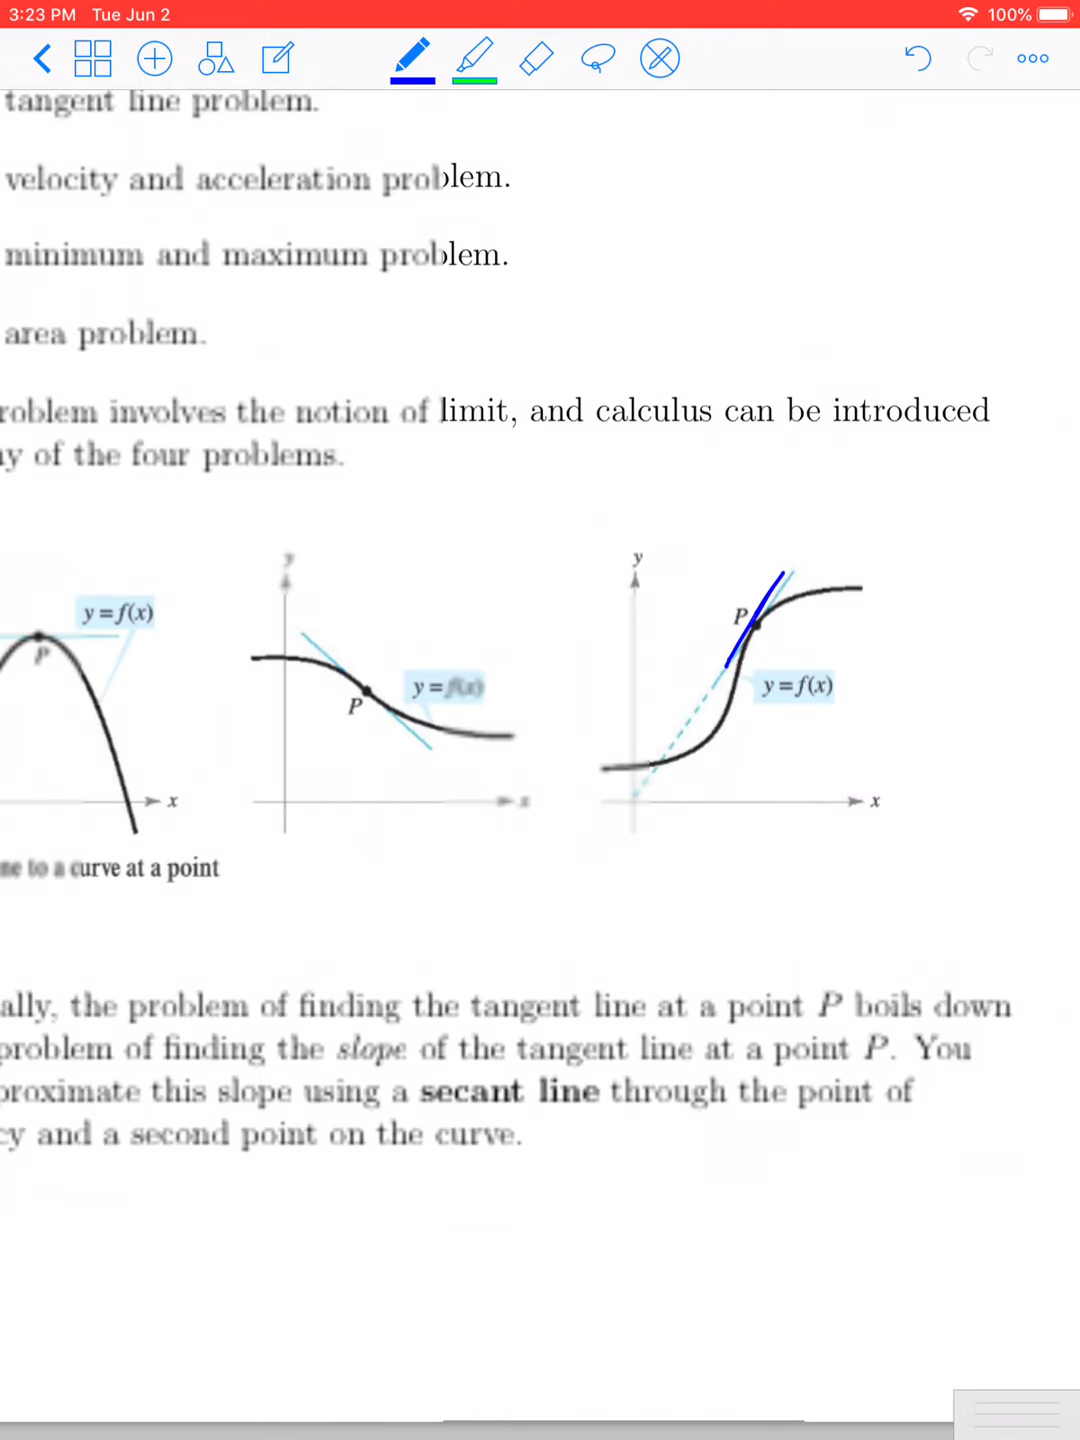 3:23 PM Tue Jun 2 100%
tangent line problem.
velocity and acceleration problem.
minimum and maximum problem.
area problem.
roblem involves the notion of limit, and calculus can be introduced
y of the four problems.
y y
y = f(x) P
P y = f(x) y = f(x)
P
x x x
ne to a curve at a point
ally, the problem of finding the tangent line at a point P boils down
problem of finding the slope of the tangent line at a point P. You
proximate this slope using a secant line through the point of
cy and a second point on the curve.